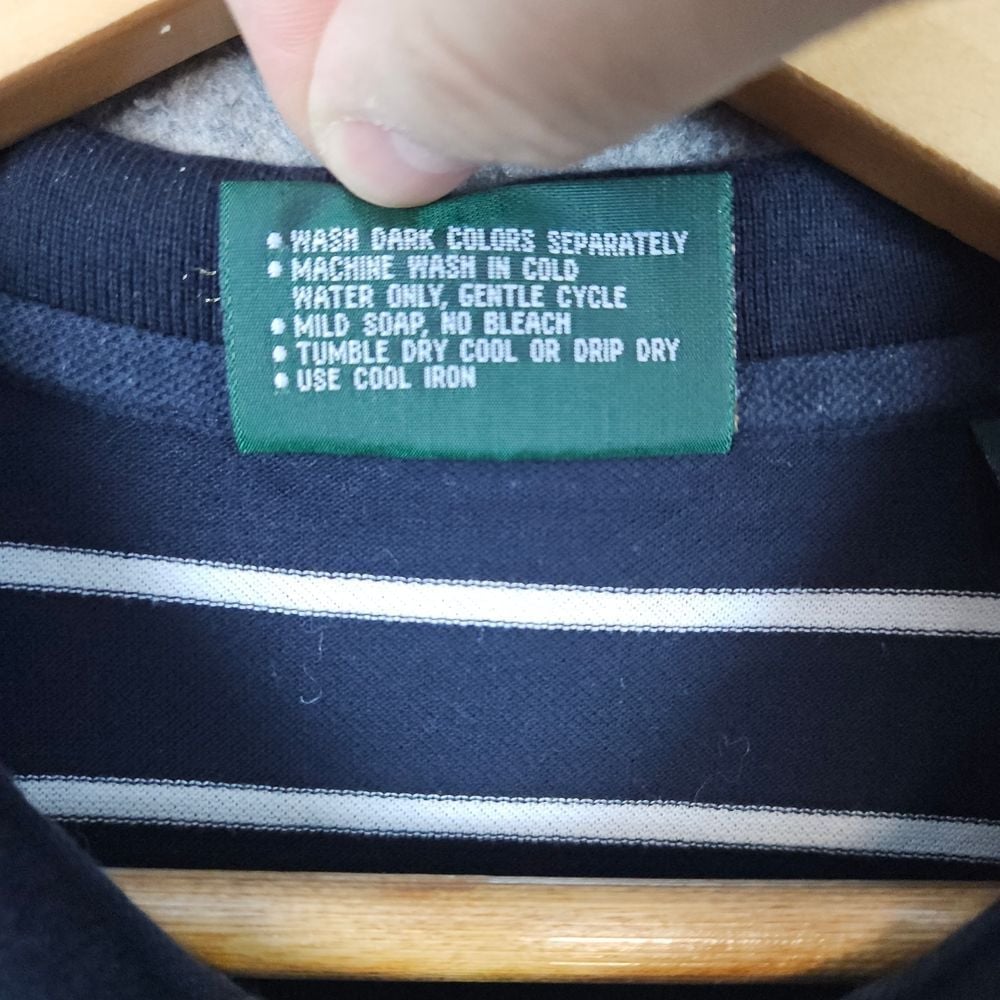 • WASH DARK COLORS SEPARATELY
• MACHINE WASH IN COLD
WATER ONLY, GENTLE CYCLE
• MILD SOAP, NO BLEACH
• TUMBLE DRY COOL OR DRIP DRY
• USE COOL IRON